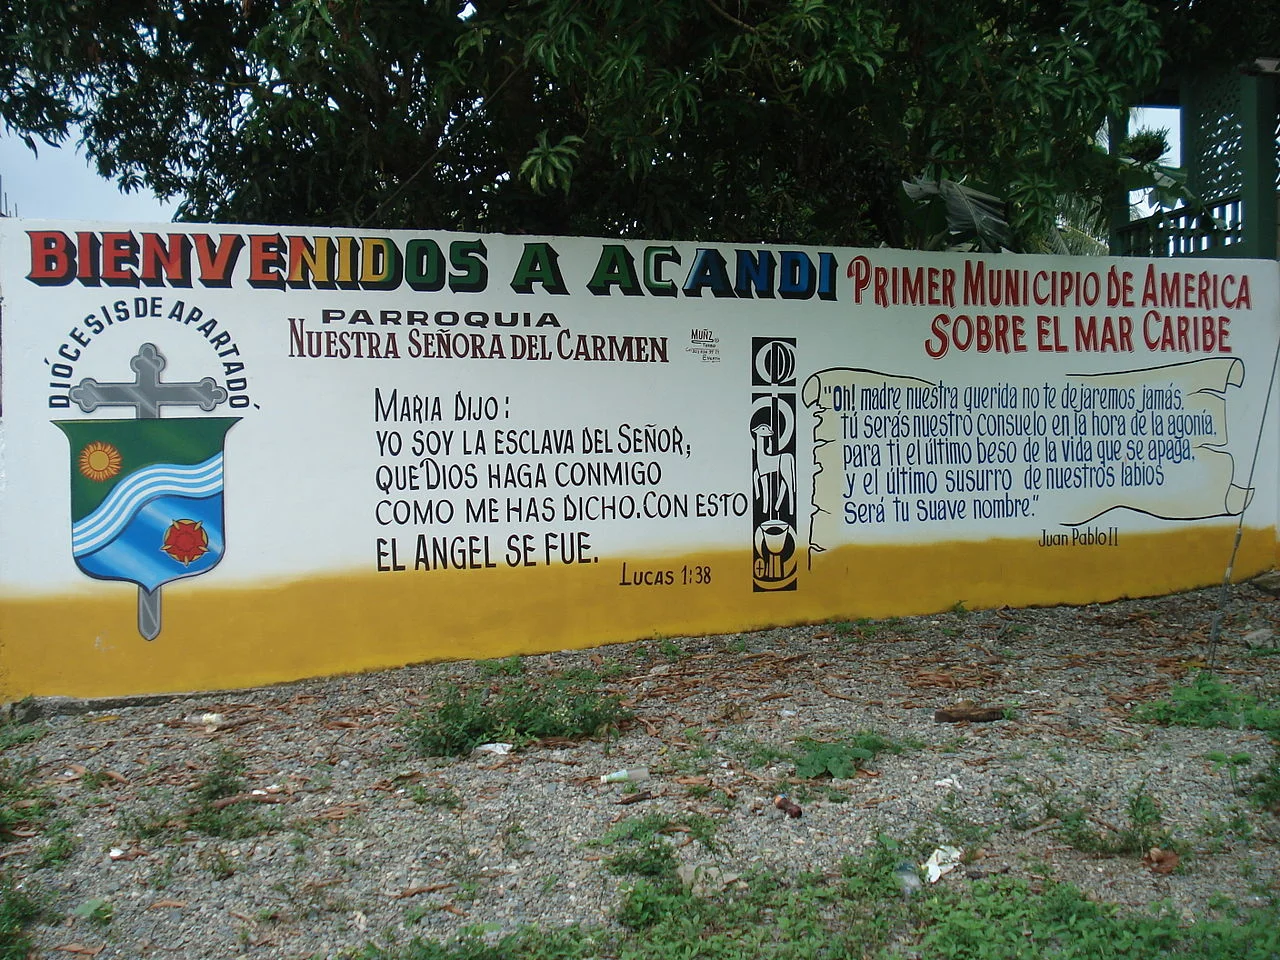 BIENVENIDOS A ACANDI
PRIMER MUNICIPIO DE AMERICA
SOBRE EL MAR CARIBE
DIÓCESIS DE APARTADÓ
PARROQUIA
NUESTRA SEÑORA DEL CARMEN
MUÑZ
MARIA DIJO:
YO SOY LA ESCLAVA DEL SEÑOR,
QUE DIOS HAGA CONMIGO
COMO ME HAS DICHO. CON ESTO
EL ANGEL SE FUE.
LUCAS 1:38
"Oh! madre nuestra querida no te dejaremos jamás,
tú serás nuestro consuelo en la hora de la agonía,
para ti el último beso de la vida que se apaga,
y el último susurro de nuestros labios
será tu suave nombre."
Juan Pablo II